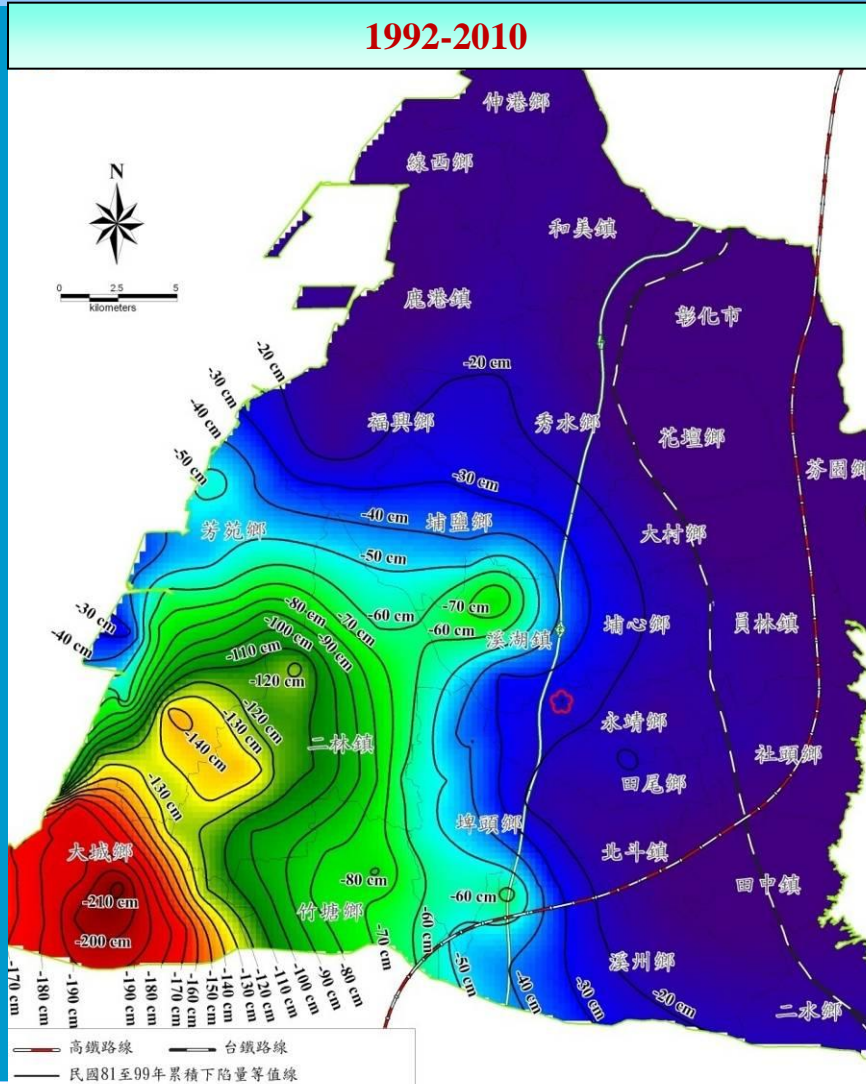 1992-2010
伸港鄉
線西鄉
N
和美鎮
0 2.5 5
kilometers
鹿港鎮
彰化市
-20 cm
-20 cm
-30 cm
-40 cm
福興鄉
秀水鄉
花壇鄉
芬園鄉
-50 cm
-30 cm
-40 cm
埔鹽鄉
芳苑鄉
大村鄉
-50 cm
-30 cm
-40 cm
-80 cm
-70 cm
-60 cm
-70 cm
-100 cm
-90 cm
-60 cm
溪湖鎮
埔心鄉
員林鎮
-110 cm
-120 cm
-120 cm
-130 cm
-140 cm
二林鎮
永靖鄉
社頭鄉
田尾鄉
-130 cm
埤頭鄉
大城鄉
北斗鎮
-80 cm
田中鎮
-210 cm
-60 cm
竹塘鄉
-200 cm
-60 cm
-70 cm
溪州鄉
-50 cm
-40 cm
-30 cm
-20 cm
二水鄉
-170 cm
-180 cm
-190 cm
-190 cm
-180 cm
-170 cm
-160 cm
-150 cm
-140 cm
-130 cm
-120 cm
-110 cm
-100 cm
-90 cm
-80 cm
高鐵路線 台鐵路線
民國81至99年累積下陷量等值線